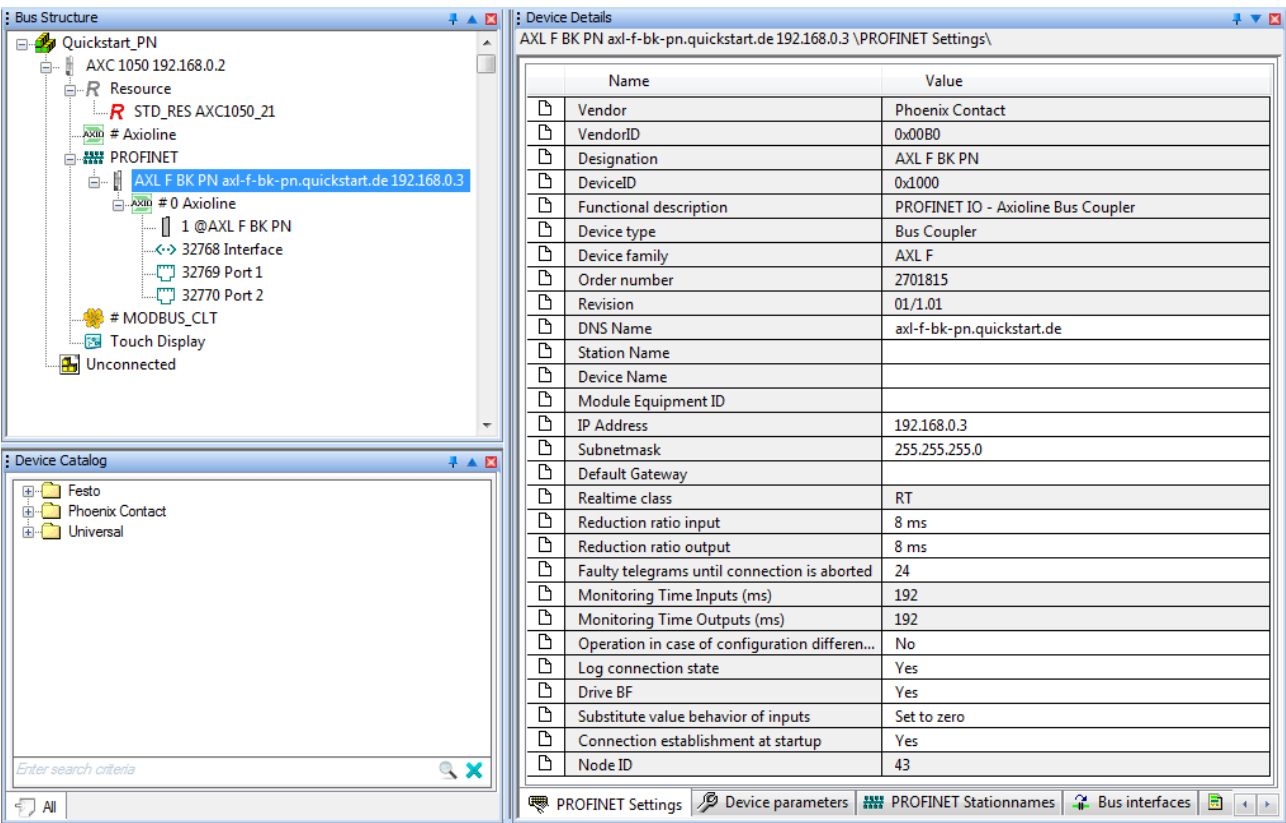 Bus Structure
Quickstart_PN
AXC 1050 192.168.0.2
R Resource
R STD_RES AXC1050_21
AXIO # Axioline
PROFINET
AXL F BK PN axl-f-bk-pn.quickstart.de 192.168.0.3
AXIO # 0 Axioline
1 @AXL F BK PN
32768 Interface
32769 Port 1
32770 Port 2
# MODBUS_CLT
Touch Display
Unconnected
Device Catalog
Festo
Phoenix Contact
Universal
Enter search criteria
All
Device Details
AXL F BK PN axl-f-bk-pn.quickstart.de 192.168.0.3 \PROFINET Settings\
Name Value
Vendor Phoenix Contact
VendorID 0x00B0
Designation AXL F BK PN
DeviceID 0x1000
Functional description PROFINET IO - Axioline Bus Coupler
Device type Bus Coupler
Device family AXL F
Order number 2701815
Revision 01/1.01
DNS Name axl-f-bk-pn.quickstart.de
Station Name
Device Name
Module Equipment ID
IP Address 192.168.0.3
Subnetmask 255.255.255.0
Default Gateway
Realtime class RT
Reduction ratio input 8 ms
Reduction ratio output 8 ms
Faulty telegrams until connection is aborted 24
Monitoring Time Inputs (ms) 192
Monitoring Time Outputs (ms) 192
Operation in case of configuration differen... No
Log connection state Yes
Drive BF Yes
Substitute value behavior of inputs Set to zero
Connection establishment at startup Yes
Node ID 43
PROFINET Settings Device parameters PROFINET Stationnames Bus interfaces